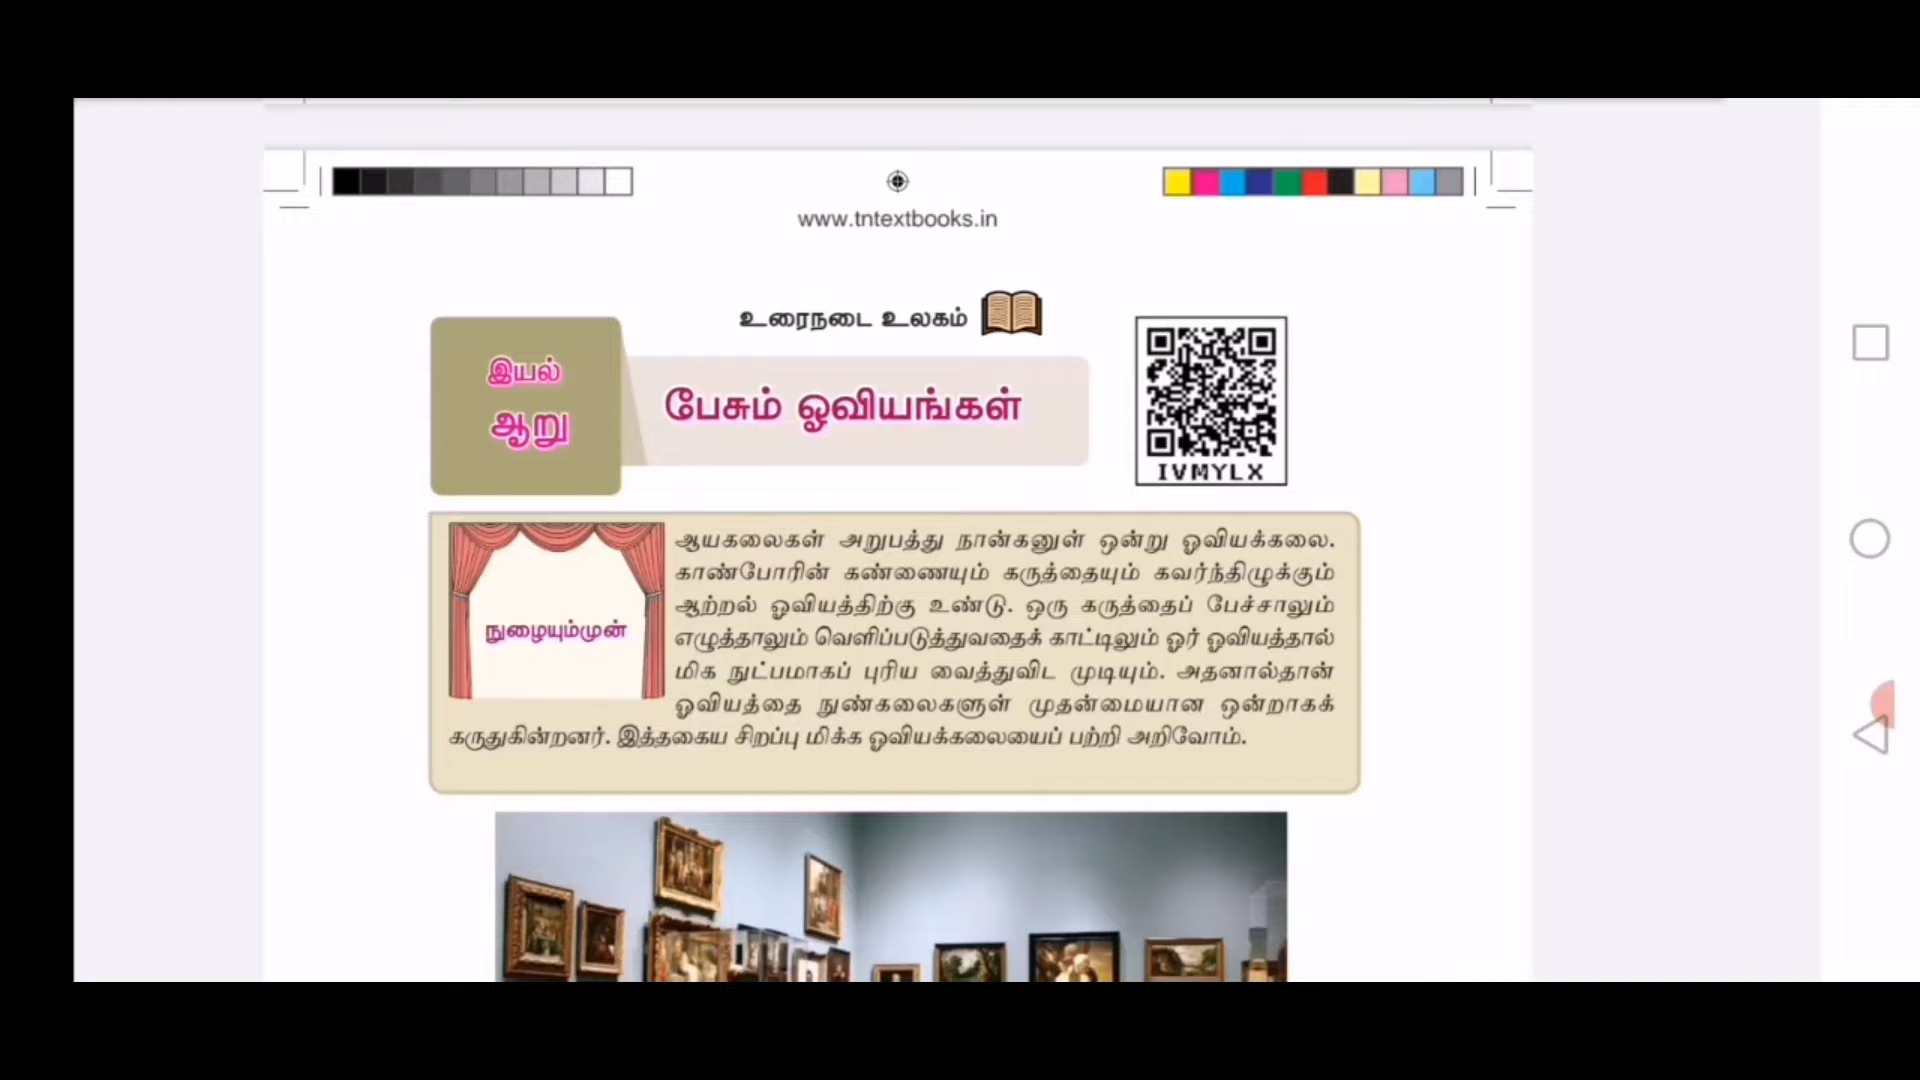 www.tntextbooks.in
உரைநடை உலகம்
இயல்
ஆறு
பேசும் ஓவியங்கள்
IVMYLX
நுழையும்முன்
ஆயகலைகள் அறுபத்து நான்கனுள் ஒன்று ஓவியக்கலை.
காண்போரின் கண்ணையும் கருத்தையும் கவர்ந்திழுக்கும்
ஆற்றல் ஓவியத்திற்கு உண்டு. ஒரு கருத்தைப் பேச்சாலும்
எழுத்தாலும் வெளிப்படுத்துவதைக் காட்டிலும் ஓர் ஓவியத்தால்
மிக நுட்பமாகப் புரிய வைத்துவிட முடியும். அதனால்தான்
ஓவியத்தை நுண்கலைகளுள் முதன்மையான ஒன்றாகக்
கருதுகின்றனர். இத்தகைய சிறப்பு மிக்க ஓவியக்கலையைப் பற்றி அறிவோம்.